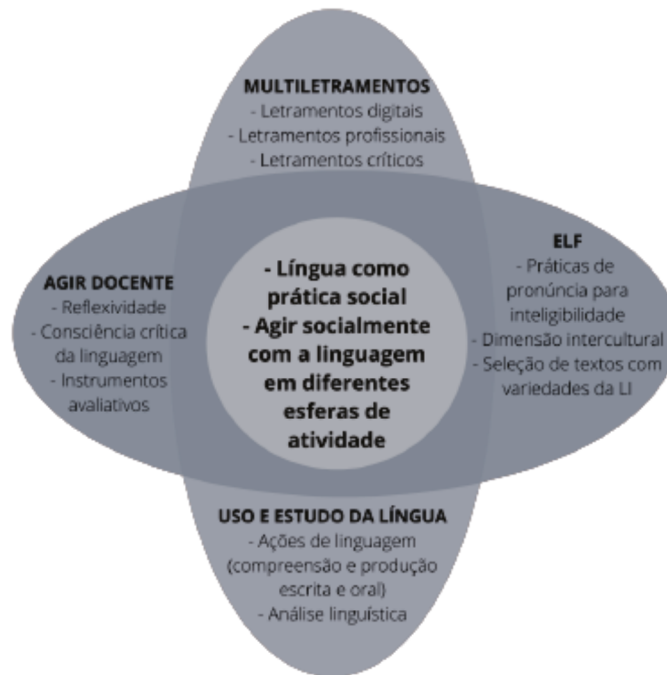 MULTILETRAMENTOS
- Letramentos digitais
- Letramentos profissionais
- Letramentos críticos
AGIR DOCENTE
- Reflexividade
- Consciência crítica
da linguagem
- Instrumentos
avaliativos
- Língua como
prática social
- Agir socialmente
com a linguagem
em diferentes
esferas de
atividade
ELF
- Práticas de
pronúncia para
inteligibilidade
- Dimensão intercultural
- Seleção de textos com
variedades da LI
USO E ESTUDO DA LÍNGUA
- Ações de linguagem
(compreensão e produção
escrita e oral)
- Análise linguística